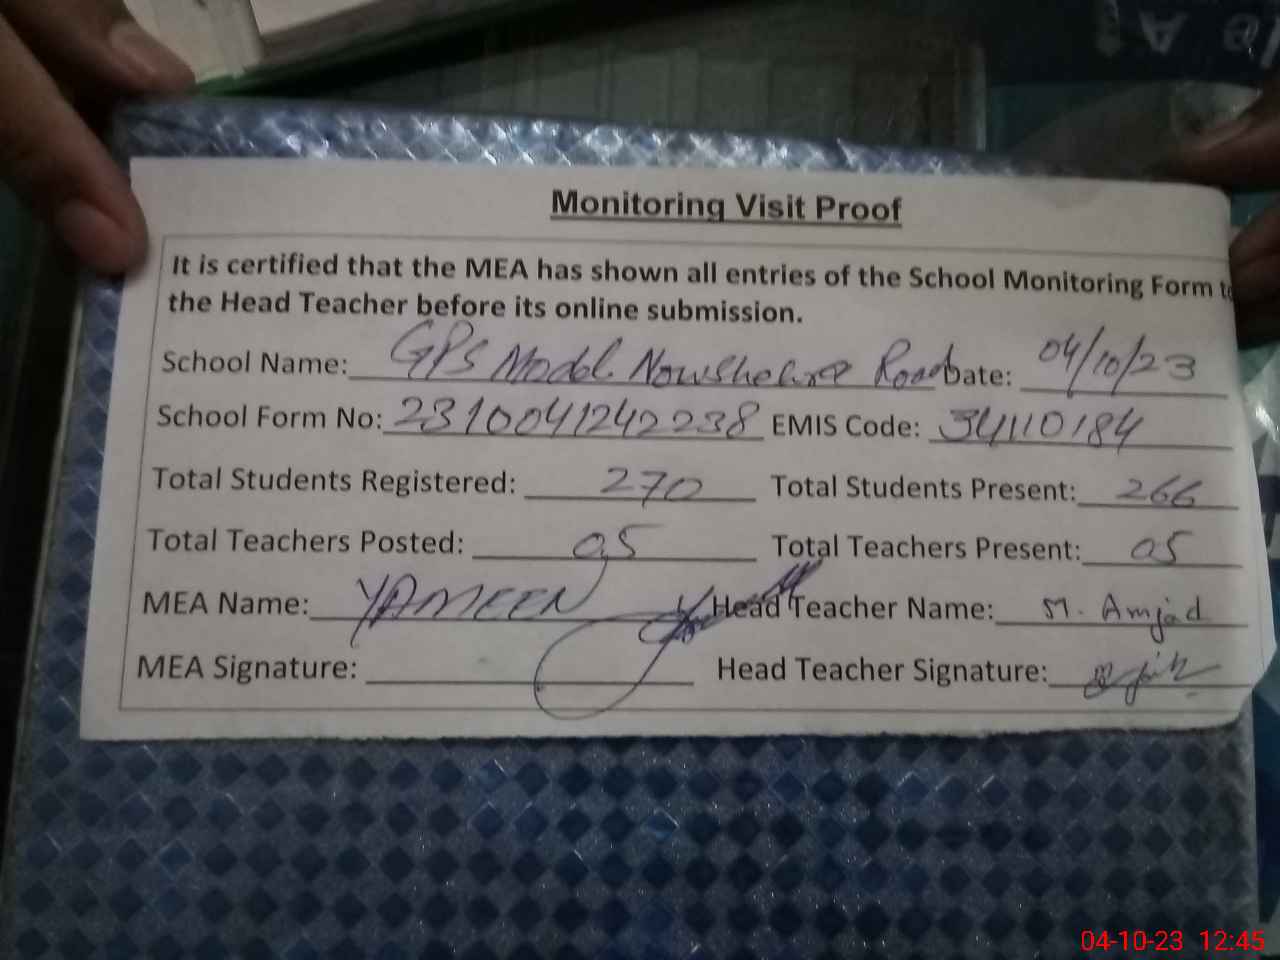 Monitoring Visit Proof
It is certified that the MEA has shown all entries of the School Monitoring Form to
the Head Teacher before its online submission.
School Name: GPS Model Nowshehra Road Date: 04/10/23
School Form No: 2310041242238 EMIS Code: 34110184
Total Students Registered: 270 Total Students Present: 266
Total Teachers Posted: 05 Total Teachers Present: 05
MEA Name: YAMEEN Head Teacher Name: M. Amjad
MEA Signature: Head Teacher Signature:
04-10-23 12:45